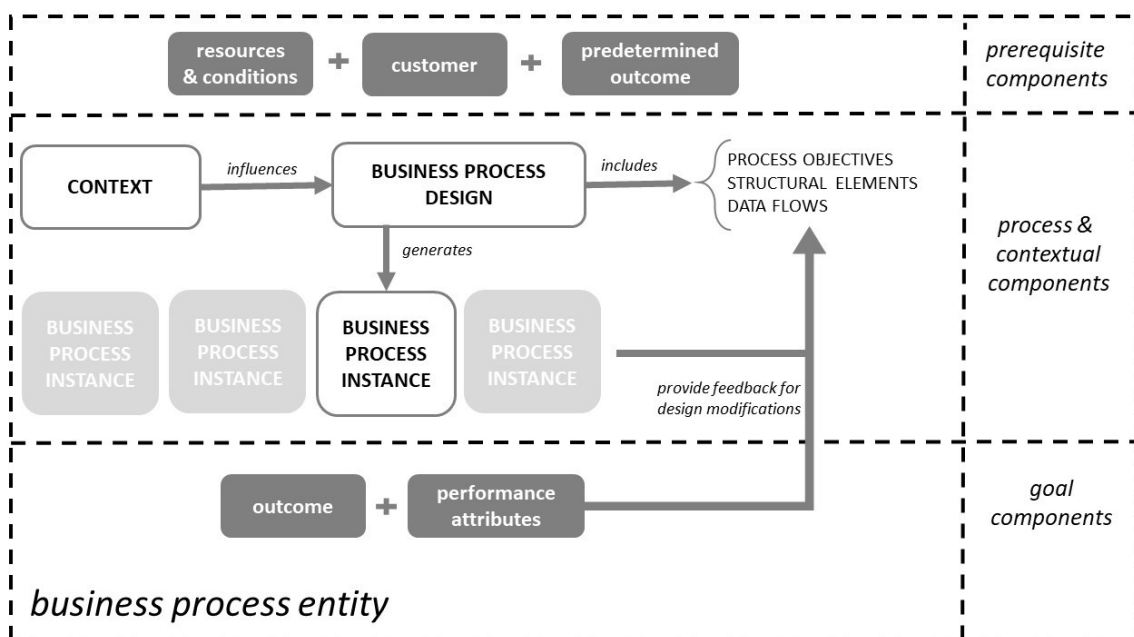 resources
& conditions
+
customer
+
predetermined
outcome
prerequisite
components
CONTEXT
influences
BUSINESS PROCESS
DESIGN
includes
PROCESS OBJECTIVES
STRUCTURAL ELEMENTS
DATA FLOWS
generates
process &
contextual
components
BUSINESS
PROCESS
INSTANCE
BUSINESS
PROCESS
INSTANCE
BUSINESS
PROCESS
INSTANCE
BUSINESS
PROCESS
INSTANCE
provide feedback for
design modifications
outcome
+
performance
attributes
goal
components
business process entity